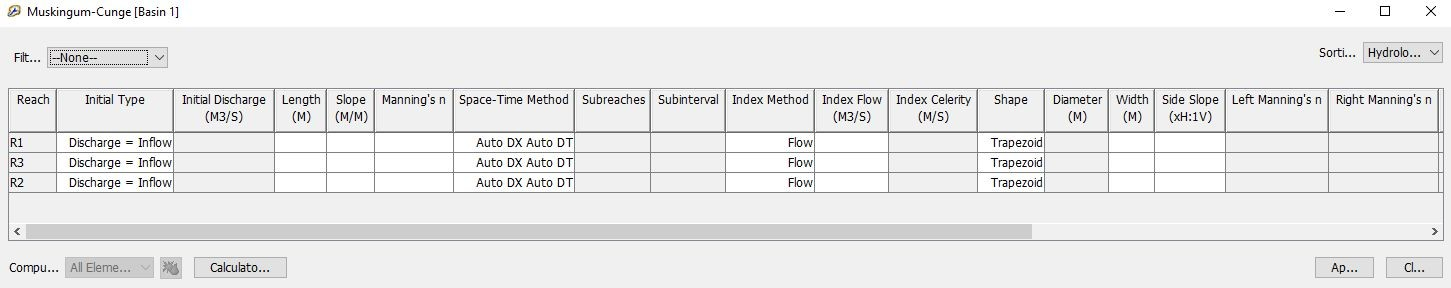 Muskingum-Cunge [Basin 1]
Filt... --None-- Sorti... Hydrolo...
Reach Initial Type Initial Discharge (M3/S) Length (M) Slope (M/M) Manning's n Space-Time Method Subreaches Subinterval Index Method Index Flow (M3/S) Index Celerity (M/S) Shape Diameter (M) Width (M) Side Slope (xH:1V) Left Manning's n Right Manning's n
R1 Discharge = Inflow Auto DX Auto DT Flow Trapezoid
R3 Discharge = Inflow Auto DX Auto DT Flow Trapezoid
R2 Discharge = Inflow Auto DX Auto DT Flow Trapezoid
Compu... All Eleme... Calculato... Ap... Cl...